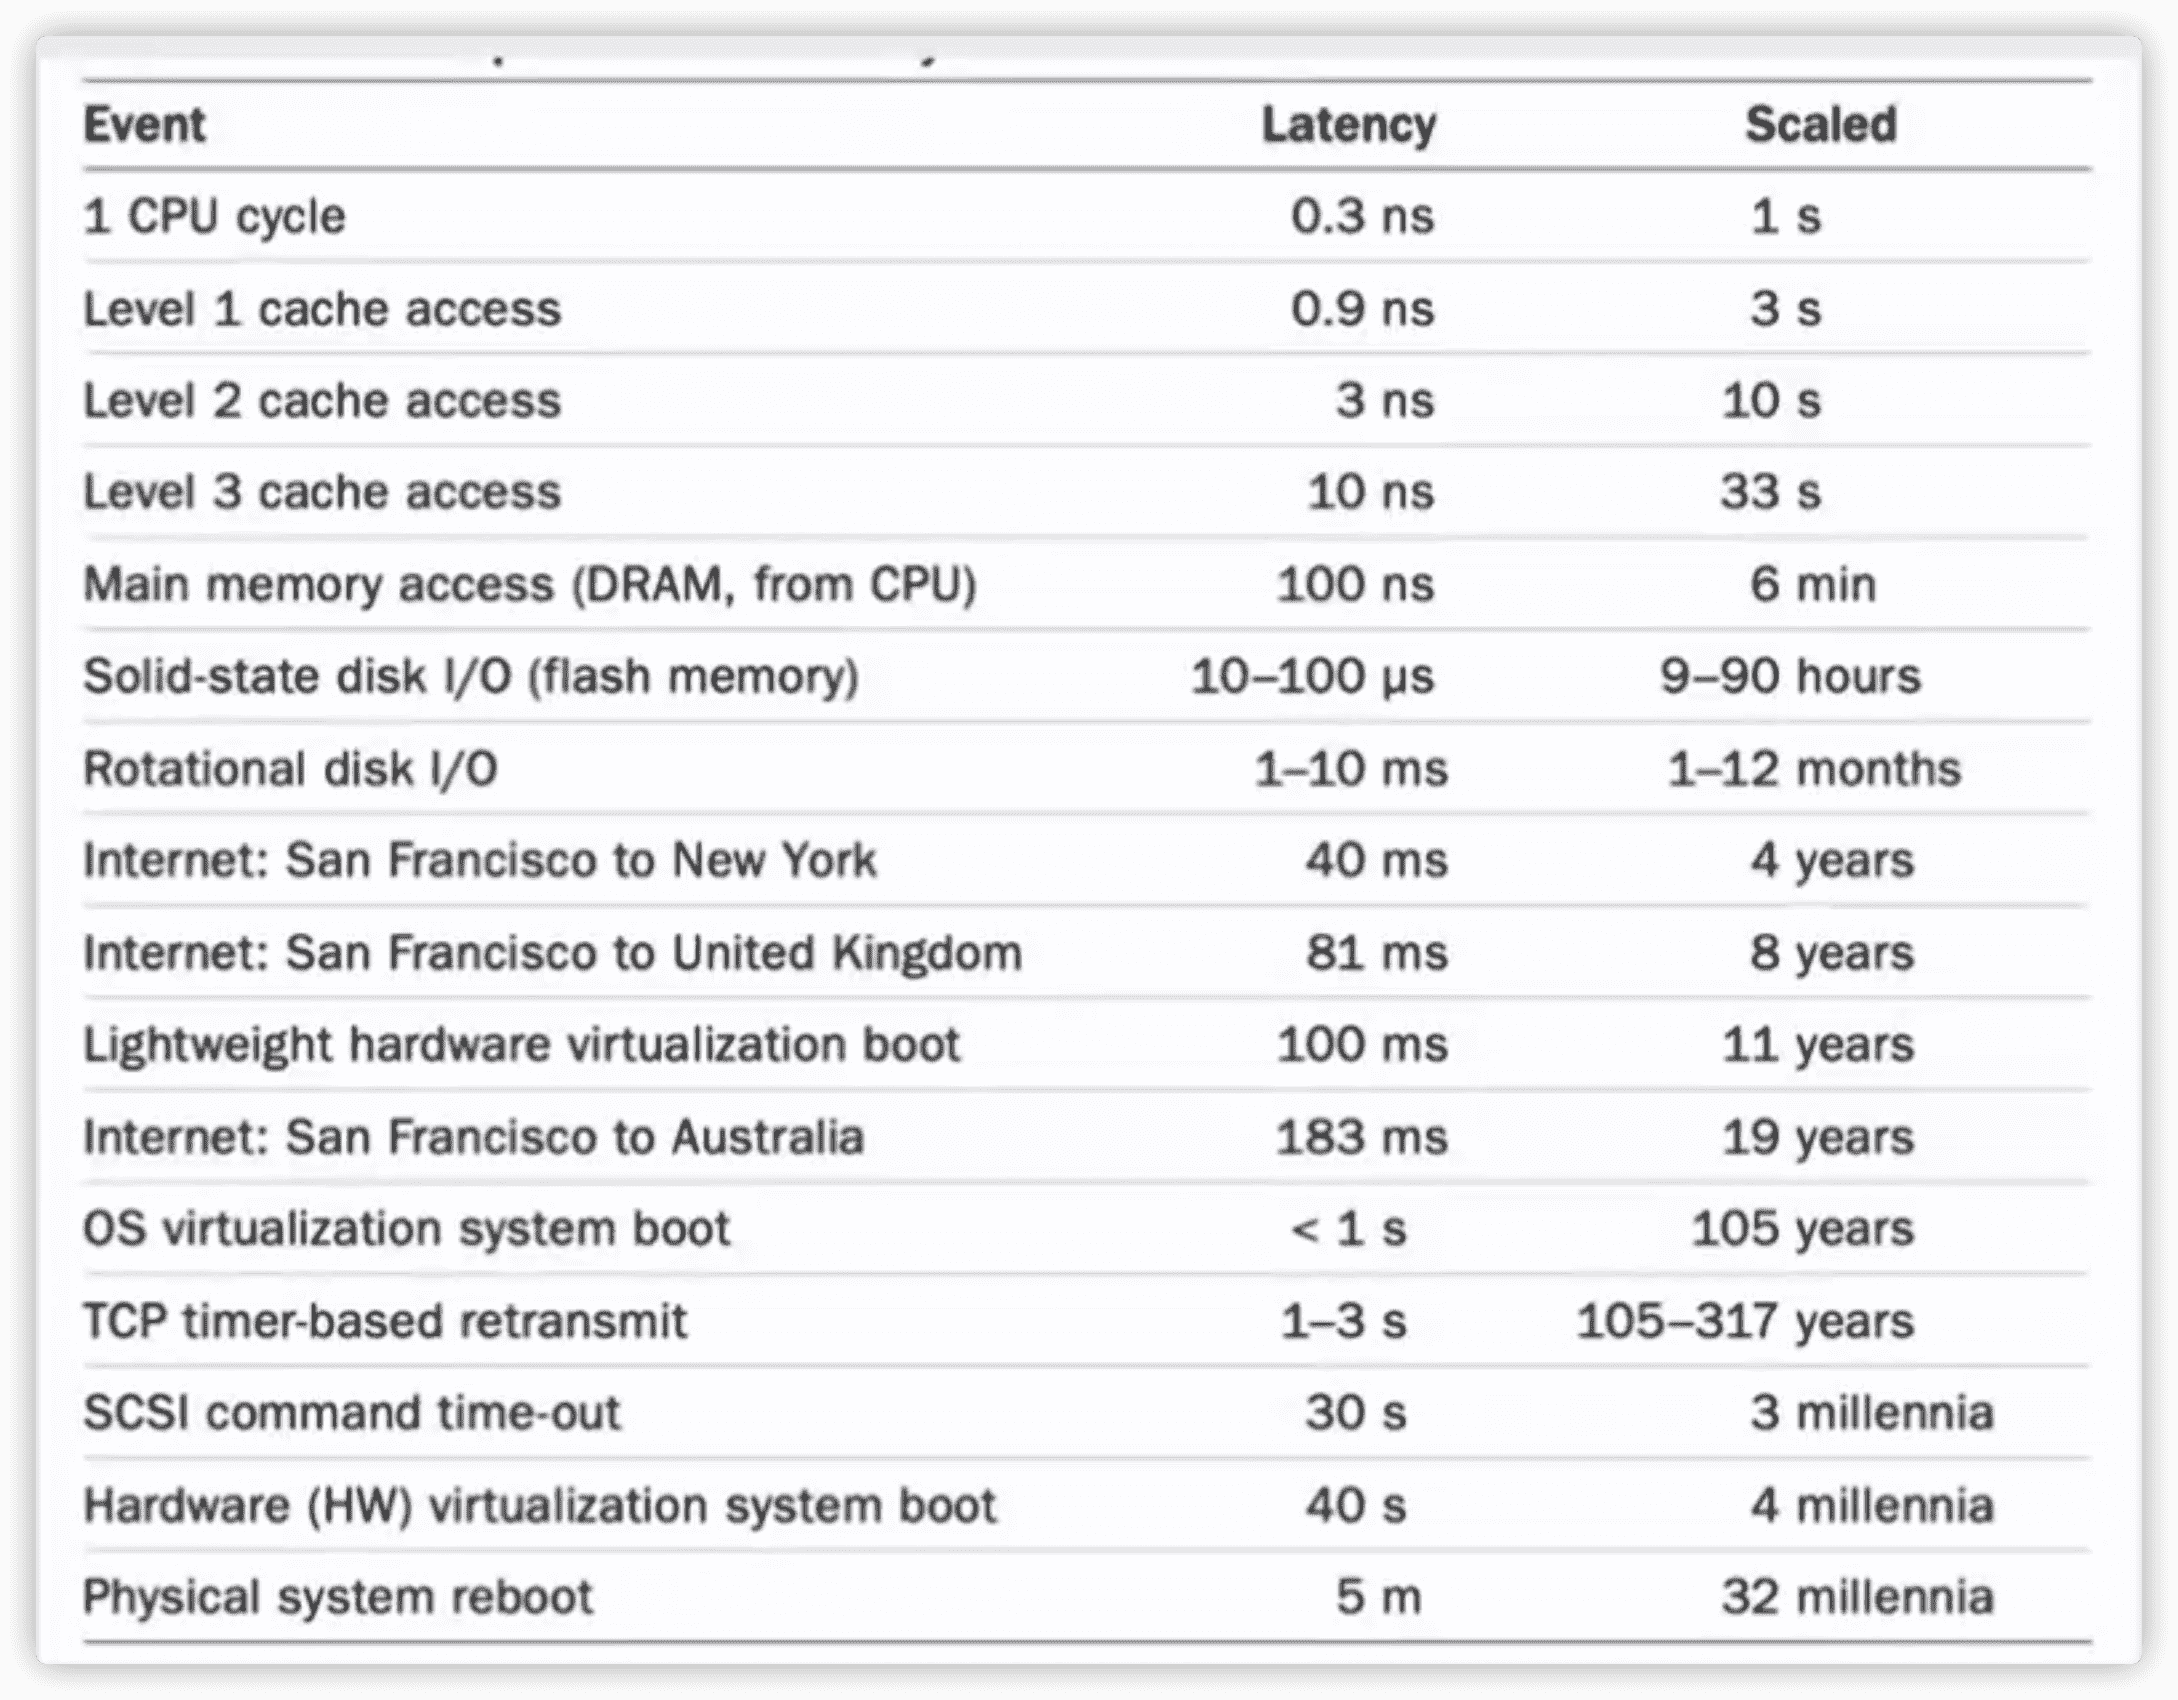 Event Latency Scaled
1 CPU cycle 0.3 ns 1 s
Level 1 cache access 0.9 ns 3 s
Level 2 cache access 3 ns 10 s
Level 3 cache access 10 ns 33 s
Main memory access (DRAM, from CPU) 100 ns 6 min
Solid-state disk I/O (flash memory) 10–100 μs 9–90 hours
Rotational disk I/O 1–10 ms 1–12 months
Internet: San Francisco to New York 40 ms 4 years
Internet: San Francisco to United Kingdom 81 ms 8 years
Lightweight hardware virtualization boot 100 ms 11 years
Internet: San Francisco to Australia 183 ms 19 years
OS virtualization system boot < 1 s 105 years
TCP timer-based retransmit 1–3 s 105–317 years
SCSI command time-out 30 s 3 millennia
Hardware (HW) virtualization system boot 40 s 4 millennia
Physical system reboot 5 m 32 millennia